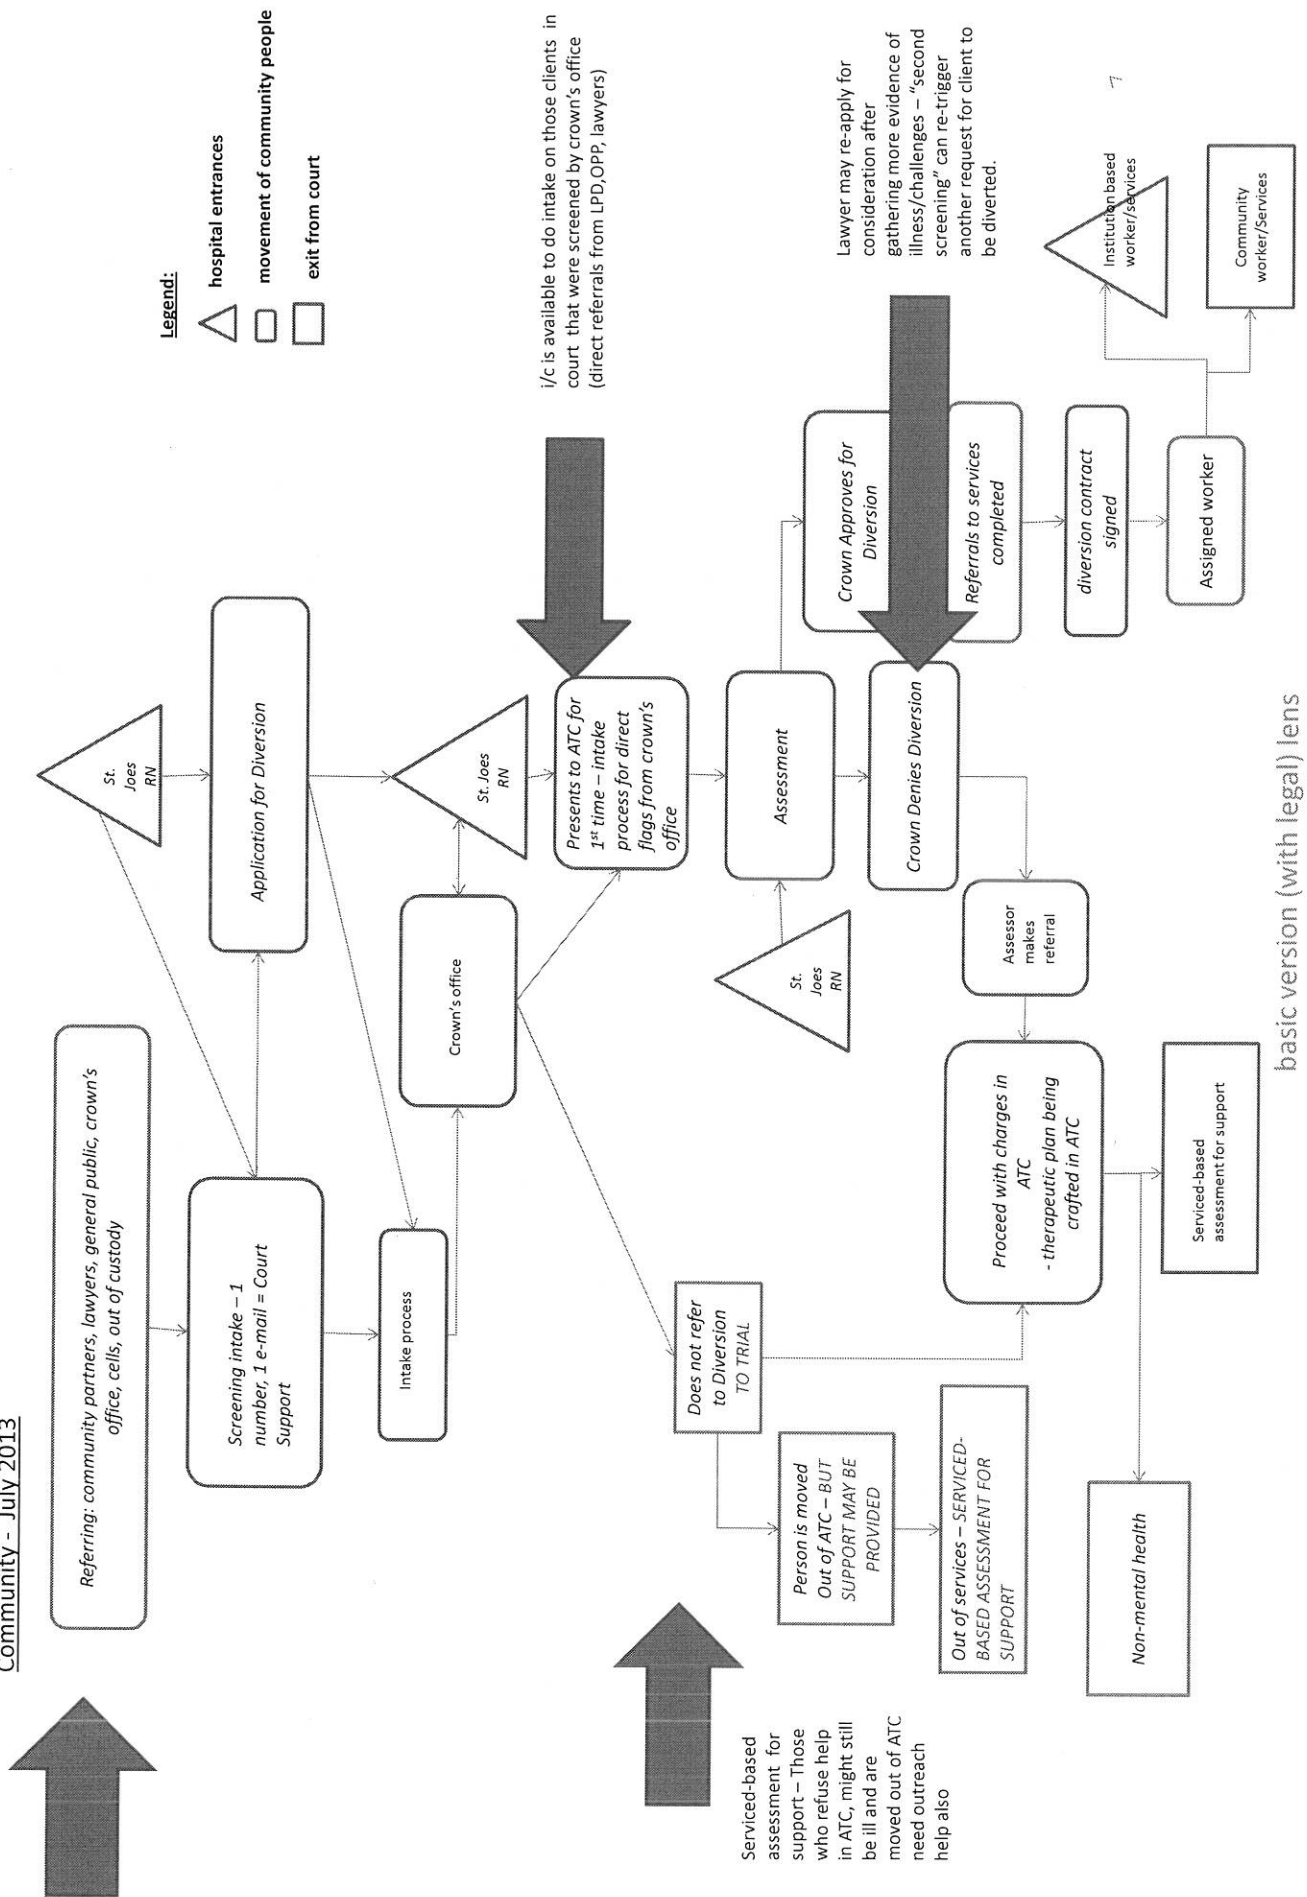 Community - July 2013
Legend:
hospital entrances
movement of community people
exit from court
Referring: community partners, lawyers, general public, crown's
office, cells, out of custody
St.
Joes
RN
Screening intake – 1
number, 1 e-mail = Court
Support
Application for Diversion
Intake process
Crown's office
St. Joes
RN
i/c is available to do intake on those clients in
court that were screened by crown's office
(direct referrals from LPD,OPP, lawyers)
Presents to ATC for
1st time – intake
process for direct
flags from crown's
office
Serviced-based
assessment for
support – Those
who refuse help
in ATC, might still
be ill and are
moved out of ATC
need outreach
help also
Does not refer
to Diversion
TO TRIAL
St.
Joes
RN
Assessment
Person is moved
Out of ATC – BUT
SUPPORT MAY BE
PROVIDED
Crown Denies Diversion
Crown Approves for
Diversion
Lawyer may re-apply for
consideration after
gathering more evidence of
illness/challenges – "second
screening" can re-trigger
another request for client to
be diverted.
Out of services – SERVICED-
BASED ASSESSMENT FOR
SUPPORT
Proceed with charges in
ATC
- therapeutic plan being
crafted in ATC
Assessor
makes
referral
Referrals to services
completed
diversion contract
signed
Non-mental health
Serviced-based
assessment for support
Assigned worker
Institution based
worker/services
Community
worker/Services
basic version (with legal) lens